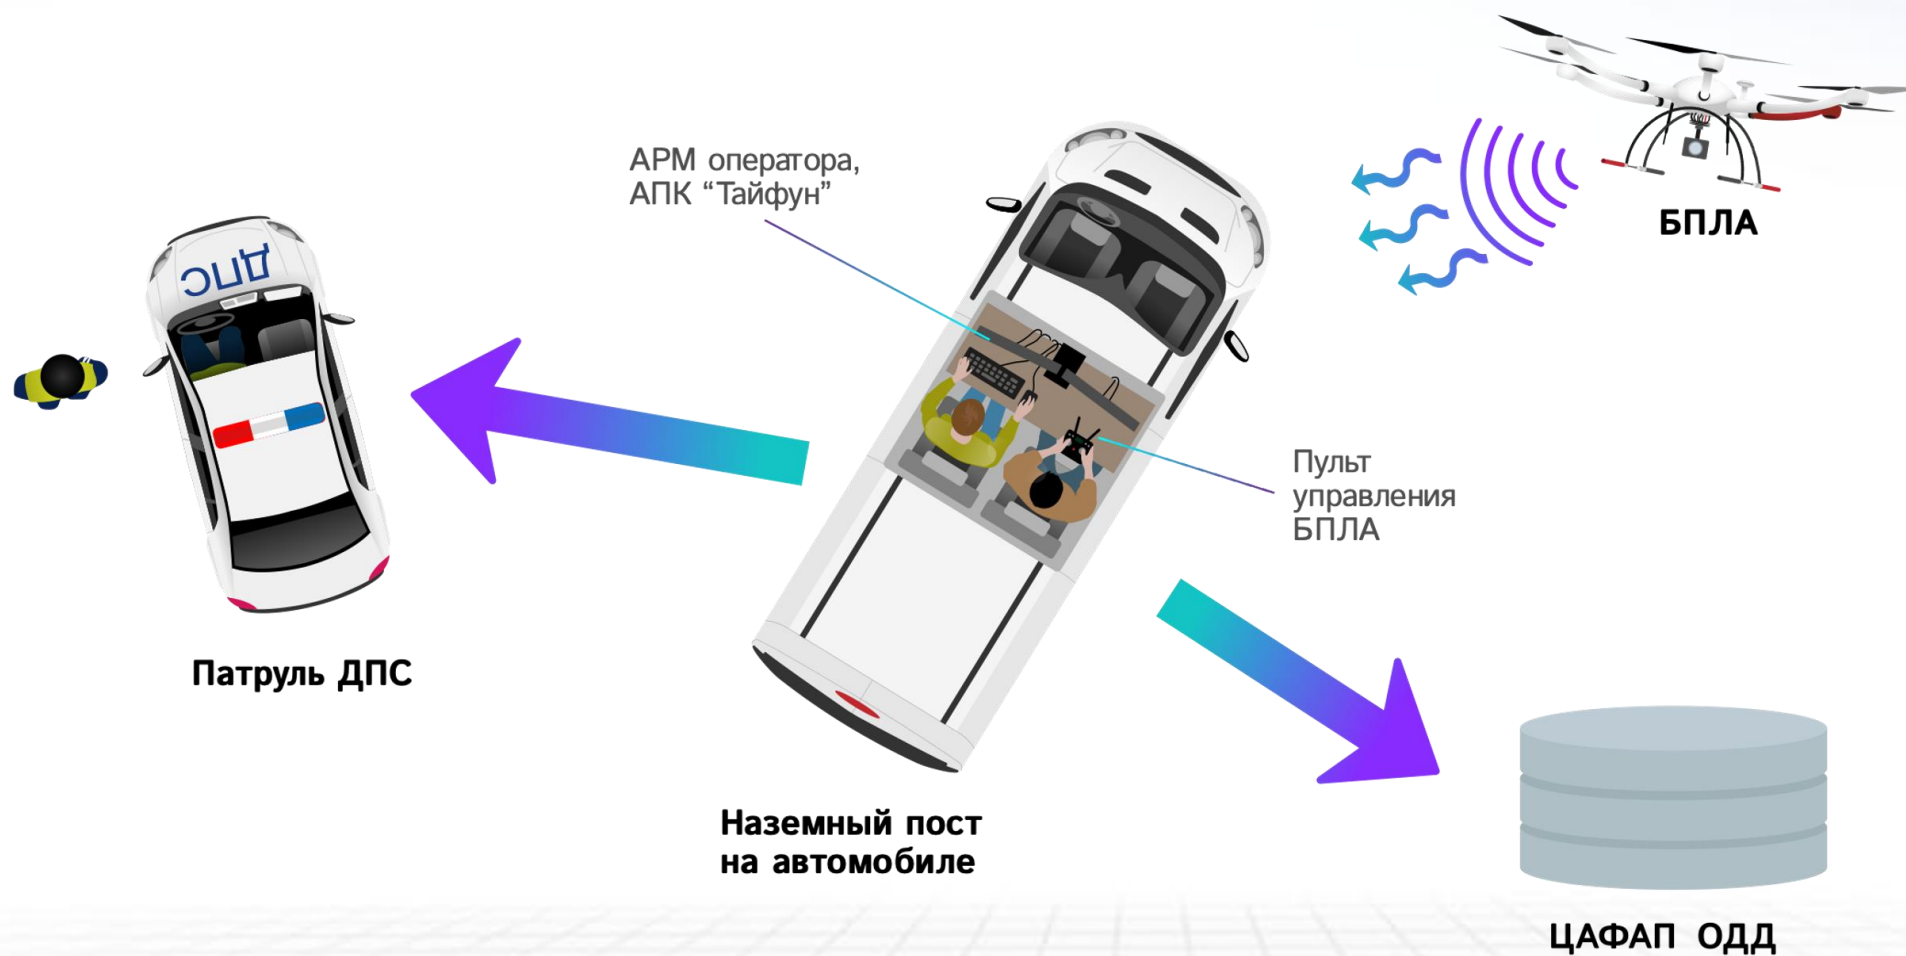 АРМ оператора,
АПК “Тайфун”
БПЛА
ДПС
Пульт
управления
БПЛА
Патруль ДПС
Наземный пост
на автомобиле
ЦАФАП ОДД